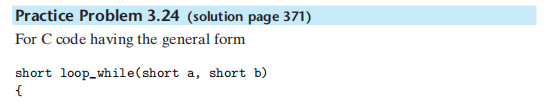 Practice Problem 3.24 (solution page 371)
For C code having the general form
short loop_while(short a, short b)
{